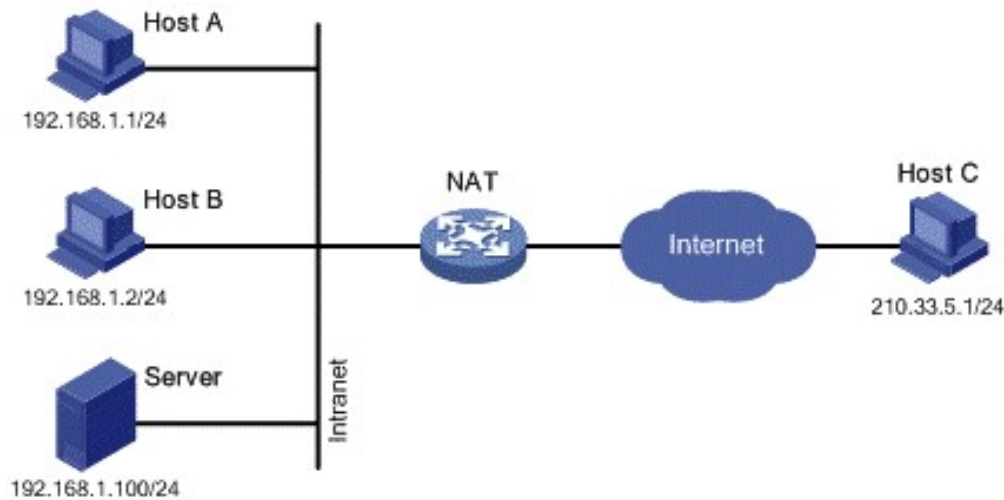 Host A
192.168.1.1/24
Host B
192.168.1.2/24
Server
192.168.1.100/24
Intranet
NAT
Internet
Host C
210.33.5.1/24